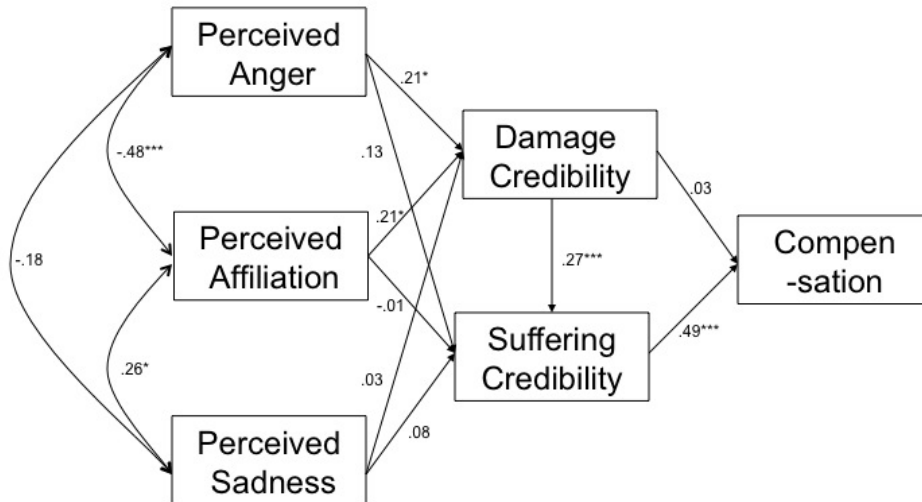 Perceived
Anger
.21*
Damage
Credibility
-.48***
.13
.03
.21*
Perceived
Affiliation
Compen
-sation
-.18
.27***
-.01
Suffering
Credibility
.49***
.26*
.03
.08
Perceived
Sadness